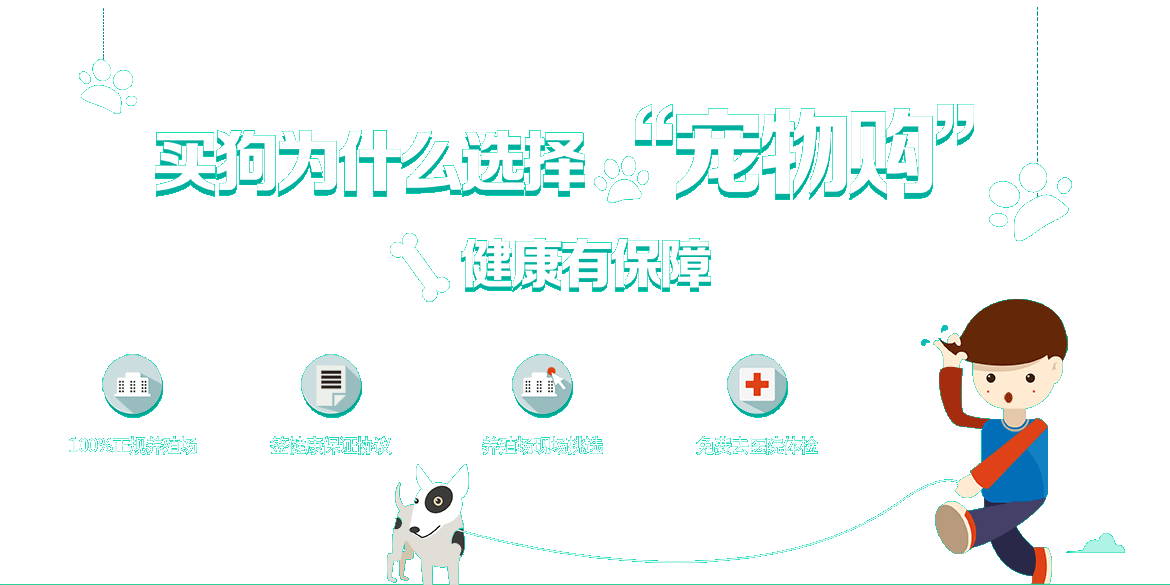 买狗为什么选择“宠物购”
健康有保障
100%正规养殖场
签健康保证协议
养殖场现场挑选
免费去医院体检